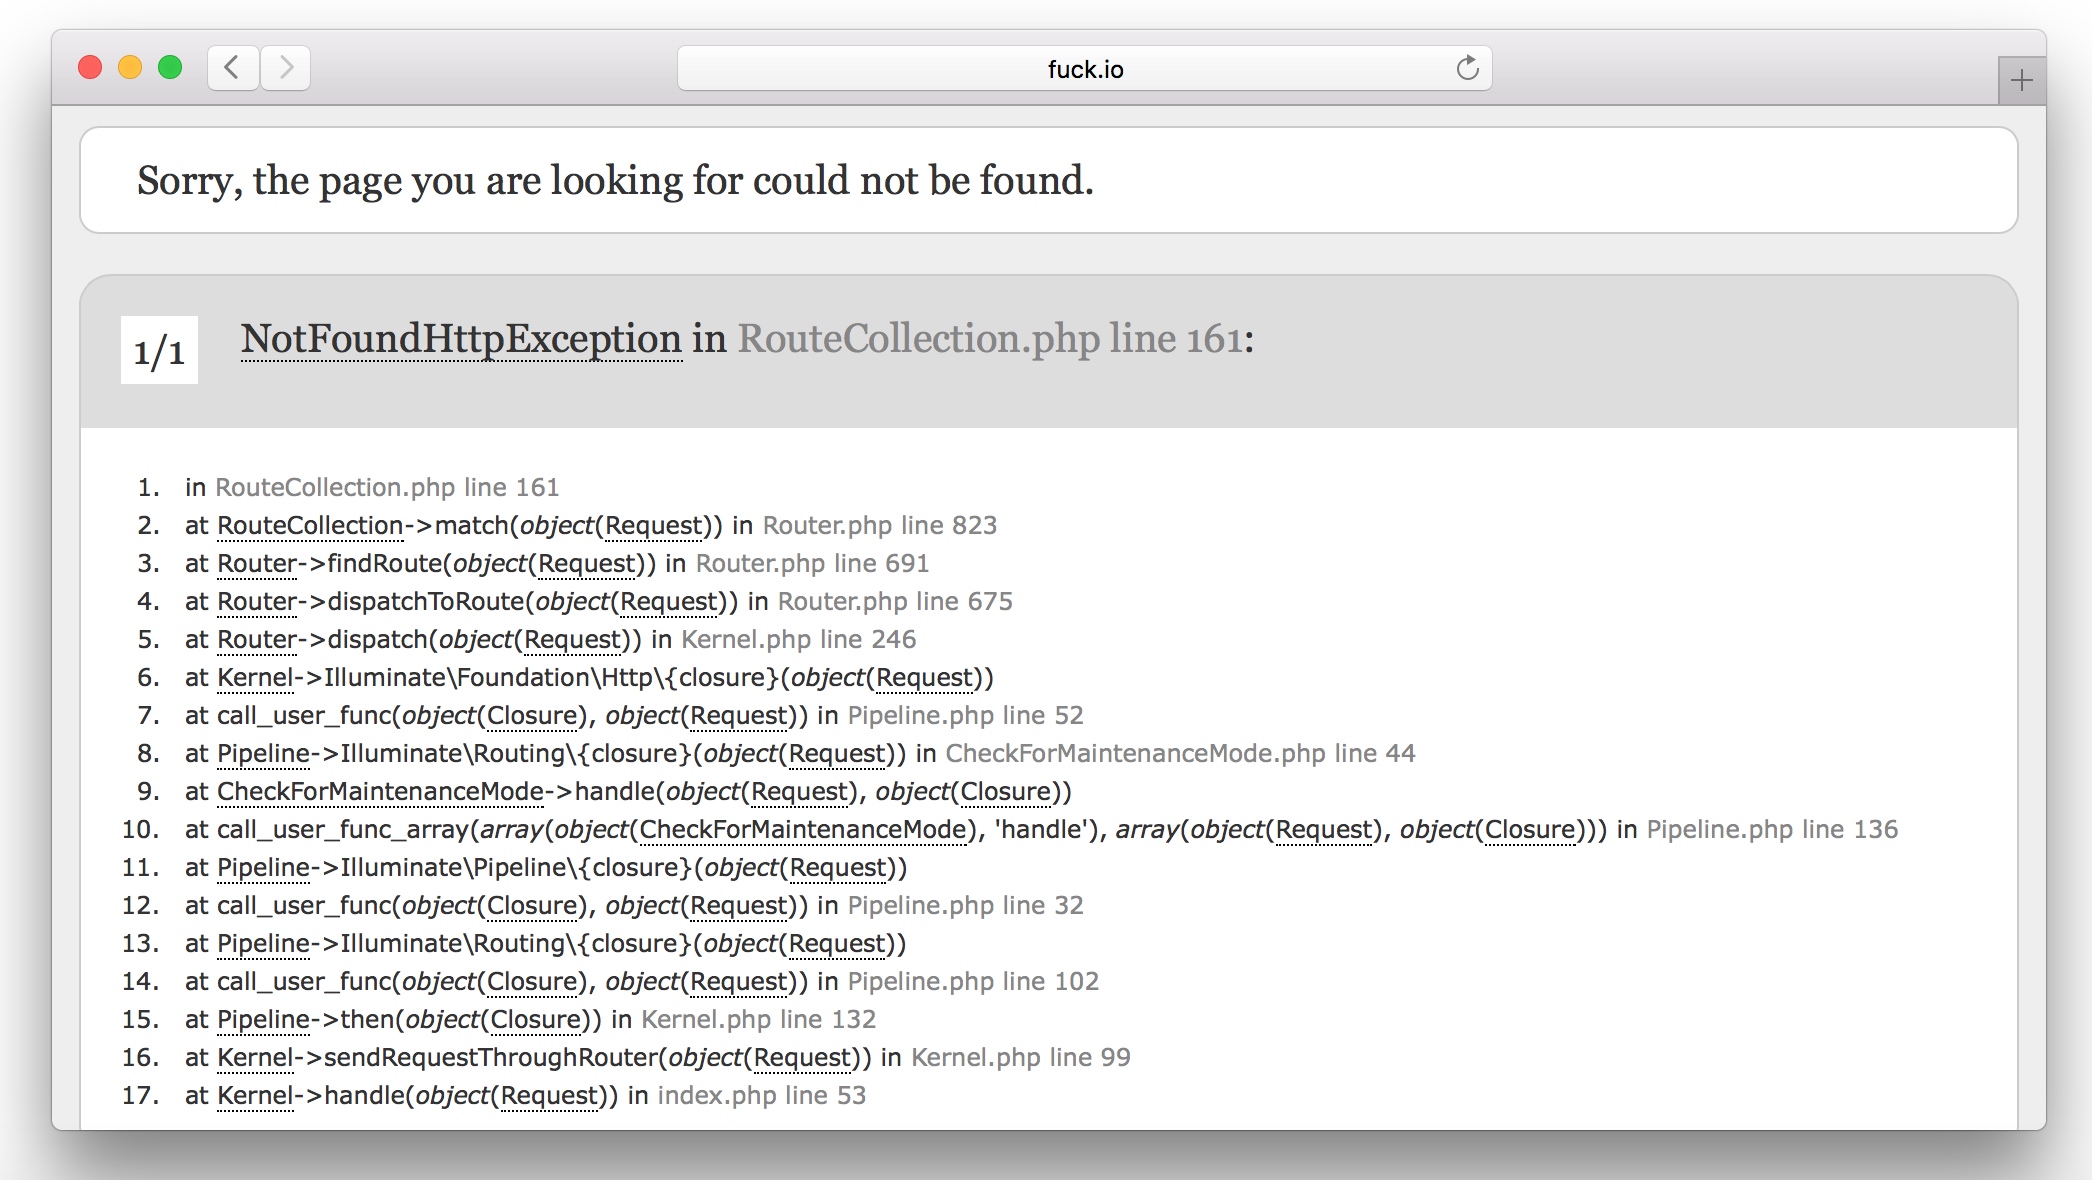 fuck.io
Sorry, the page you are looking for could not be found.
1/1 NotFoundHttpException in RouteCollection.php line 161:
1. in RouteCollection.php line 161
2. at RouteCollection->match(object(Request)) in Router.php line 823
3. at Router->findRoute(object(Request)) in Router.php line 691
4. at Router->dispatchToRoute(object(Request)) in Router.php line 675
5. at Router->dispatch(object(Request)) in Kernel.php line 246
6. at Kernel->Illuminate\Foundation\Http\{closure}(object(Request))
7. at call_user_func(object(Closure), object(Request)) in Pipeline.php line 52
8. at Pipeline->Illuminate\Routing\{closure}(object(Request)) in CheckForMaintenanceMode.php line 44
9. at CheckForMaintenanceMode->handle(object(Request), object(Closure))
10. at call_user_func_array(array(object(CheckForMaintenanceMode), 'handle'), array(object(Request), object(Closure))) in Pipeline.php line 136
11. at Pipeline->Illuminate\Pipeline\{closure}(object(Request))
12. at call_user_func(object(Closure), object(Request)) in Pipeline.php line 32
13. at Pipeline->Illuminate\Routing\{closure}(object(Request))
14. at call_user_func(object(Closure), object(Request)) in Pipeline.php line 102
15. at Pipeline->then(object(Closure)) in Kernel.php line 132
16. at Kernel->sendRequestThroughRouter(object(Request)) in Kernel.php line 99
17. at Kernel->handle(object(Request)) in index.php line 53